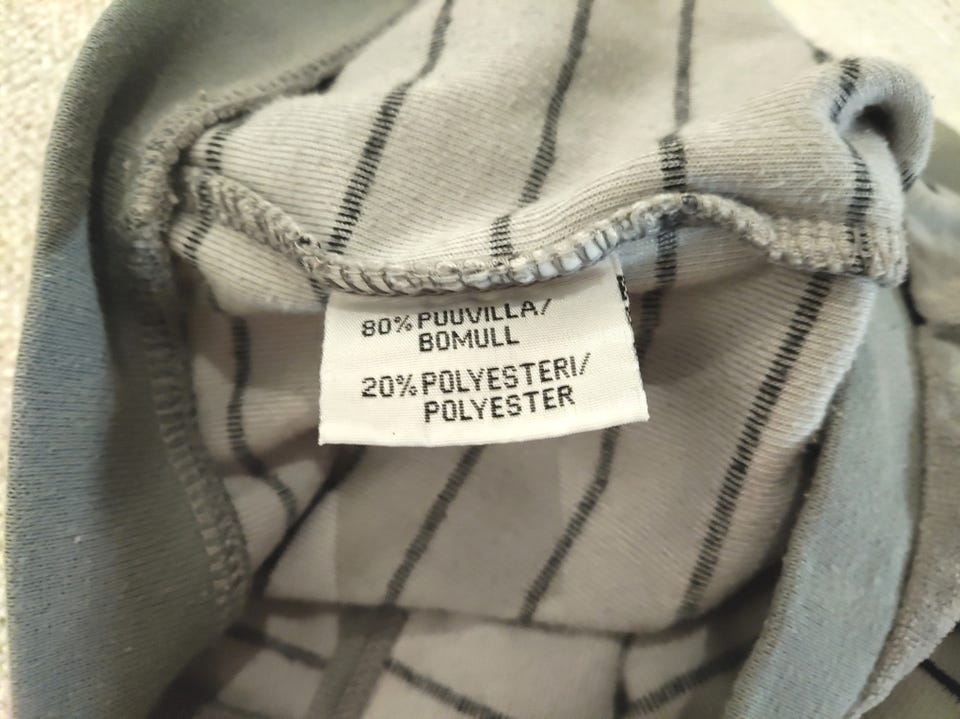 80% PUUVILLA/
BOMULL
20% POLYESTERI/
POLYESTER